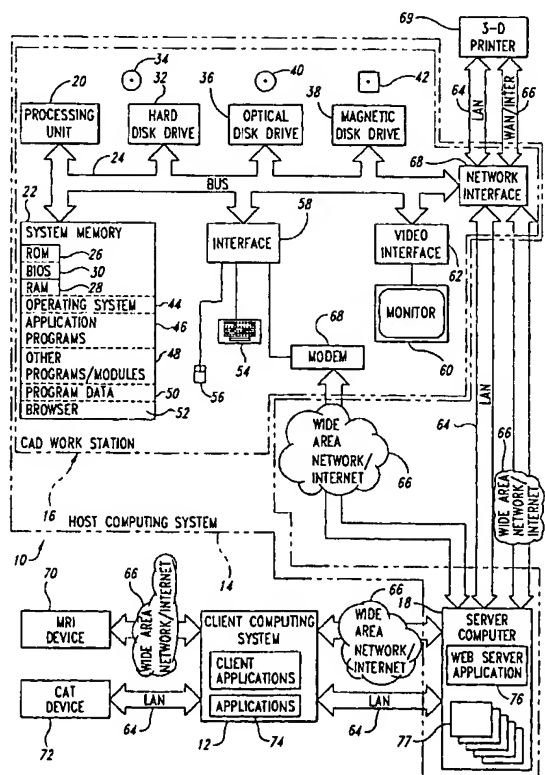 69
3-D
PRINTER
34
40
42
20
32
36
38
64
LAN
WAN/INTER
66
PROCESSING
UNIT
HARD
DISK DRIVE
OPTICAL
DISK DRIVE
MAGNETIC
DISK DRIVE
24
68
BUS
NETWORK
INTERFACE
22
58
SYSTEM MEMORY
INTERFACE
VIDEO
INTERFACE
62
ROM
26
BIOS
30
RAM
28
OPERATING SYSTEM
44
APPLICATION
PROGRAMS
46
MONITOR
OTHER
PROGRAMS/MODULES
48
54
68
60
PROGRAM DATA
50
56
MODEM
BROWSER
52
64
LAN
CAD WORK STATION
WIDE
AREA
NETWORK/
INTERNET
66
66
WIDE AREA
NETWORK/
INTERNET
16
HOST COMPUTING SYSTEM
10
14
70
66
66
18
MRI
DEVICE
WIDE AREA
NETWORK/INTERNET
CLIENT COMPUTING
SYSTEM
WIDE
AREA
NETWORK/
INTERNET
SERVER
COMPUTER
CLIENT
APPLICATIONS
WEB SERVER
APPLICATION
76
CAT
DEVICE
LAN
APPLICATIONS
LAN
77
72
64
12
74
64